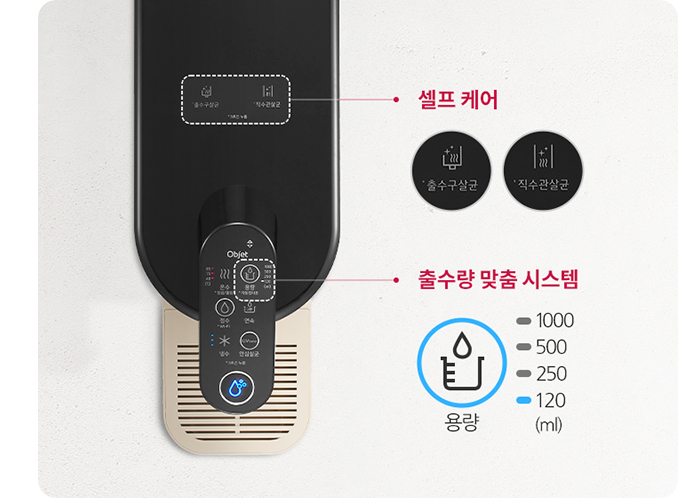 출수구살균
직수관살균
*3초간 누름
셀프 케어
*출수구살균
*직수관살균
Objet
온수
용량
정수
연속
냉수
안심살균
*3초간 누름
출수량 맞춤 시스템
1000
500
250
120
(ml)
용량